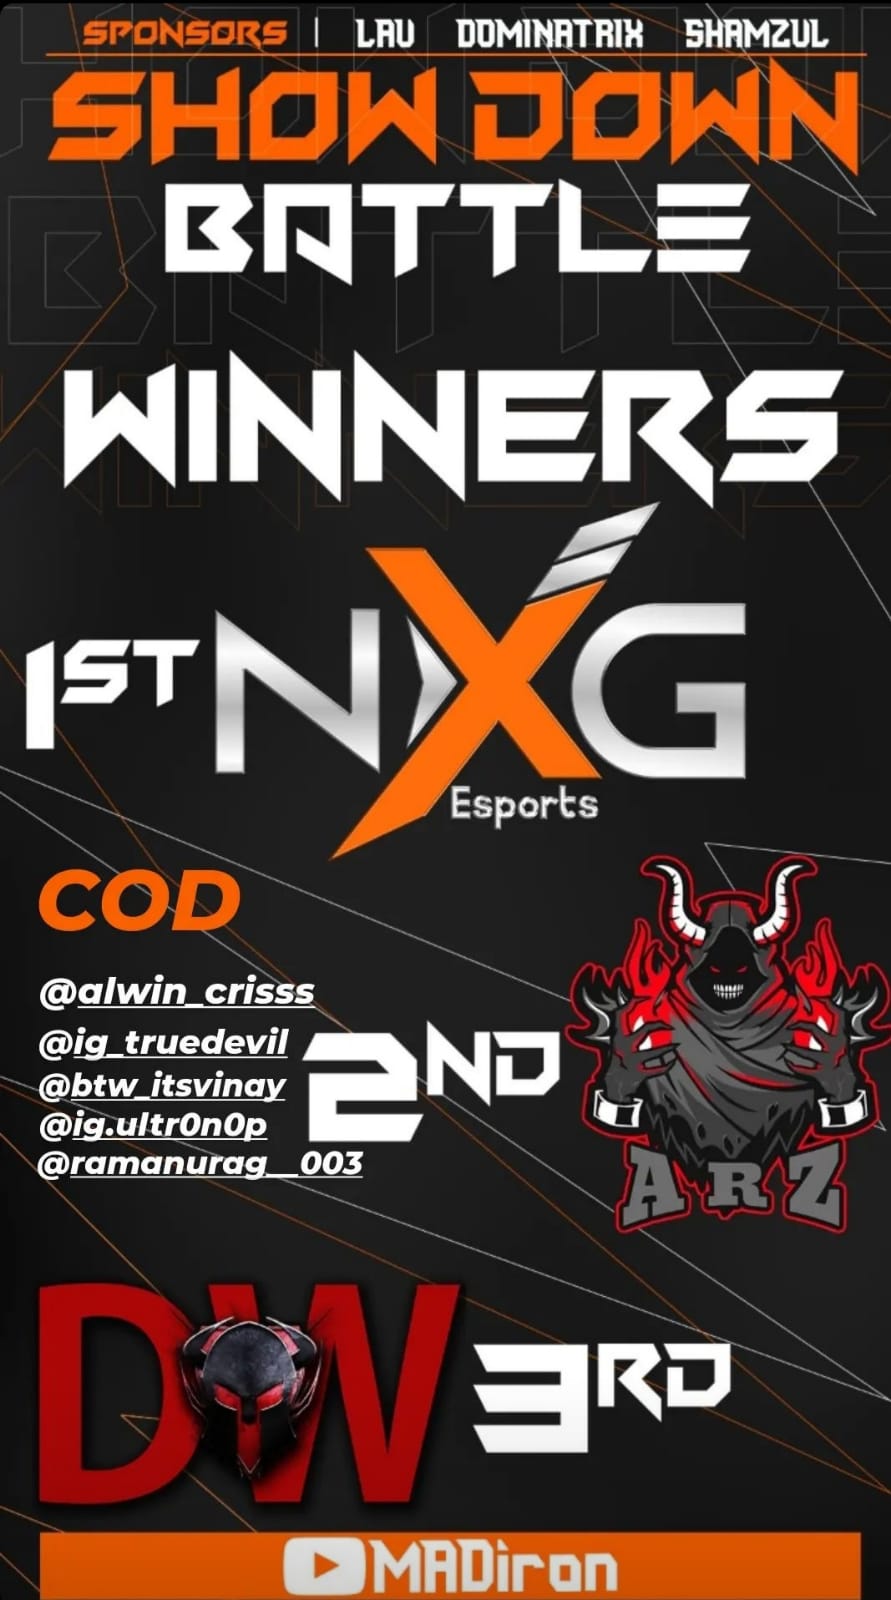 SPONSORS | LAU DOMINATRIX SHAMZUL
SHOW DOWN
BATTLE
WINNERS
1ST NXG
Esports
COD
@alwin_crisss
@ig_truedevil
@btw_itsvinay
@ig.ultr0n0p
@ramanurag__003
2ND
ARZ
DW 3RD
MADiron